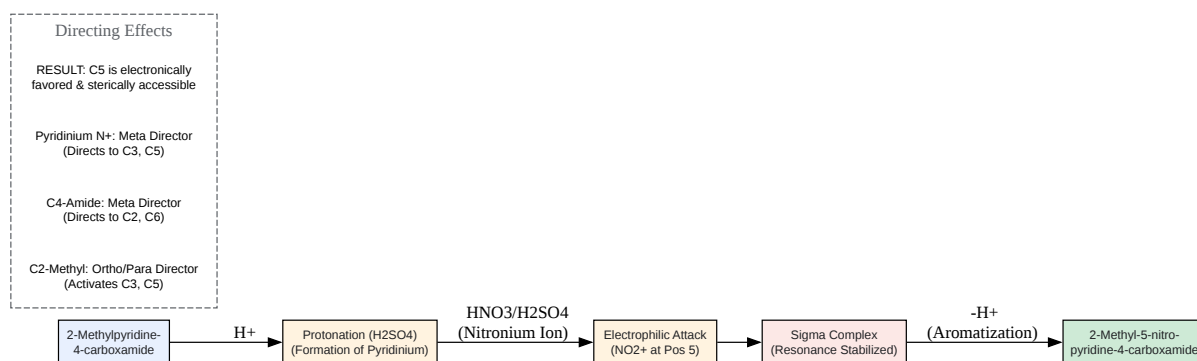 Directing Effects
RESULT: C5 is electronically
favored & sterically accessible
Pyridinium N+: Meta Director
(Directs to C3, C5)
C4-Amide: Meta Director
(Directs to C2, C6)
C2-Methyl: Ortho/Para Director
(Activates C3, C5)
2-Methylpyridine-
4-carboxamide
H+
Protonation (H2SO4)
(Formation of Pyridinium)
HNO3/H2SO4
(Nitronium Ion)
Electrophilic Attack
(NO2+ at Pos 5)
Sigma Complex
(Resonance Stabilized)
-H+
(Aromatization)
2-Methyl-5-nitro-
pyridine-4-carboxamide